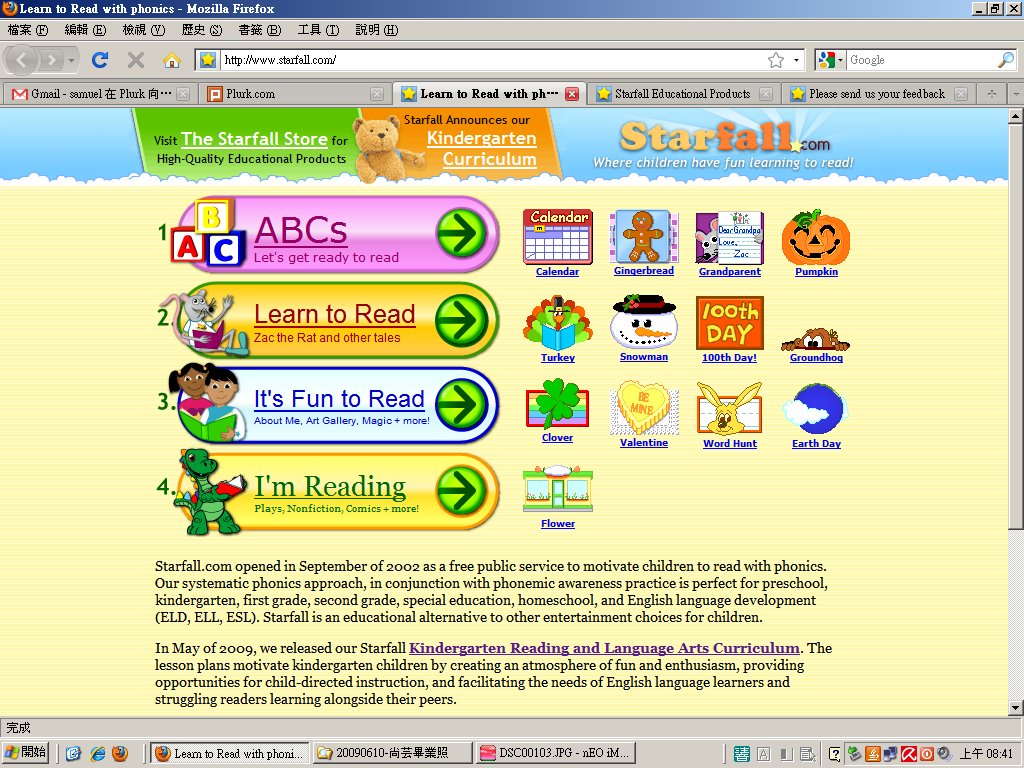 Learn to Read with phonics - Mozilla Firefox
檔案 (F) 編輯 (E) 檢視 (V) 歷史 (S) 書籤 (B) 工具 (T) 說明 (H)
http://www.starfall.com/ Google
Gmail - samuel 在 Plurk 向⋯ Plurk.com Learn to Read with ph⋯ Starfall Educational Products Please send us your feedback
Visit The Starfall Store for
High-Quality Educational Products
Starfall Announces our
Kindergarten
Curriculum
Starfall.com
Where children have fun learning to read!
1. ABCs
Let's get ready to read
B
A C
Calendar
Calendar
Gingerbread
Dear Grandpa
Love,
Zac
Grandparent
Pumpkin
2. Learn to Read
Zac the Rat and other tales
Turkey
Snowman
100th
DAY
100th Day!
Groundhog
3. It's Fun to Read
About Me, Art Gallery, Magic + more!
Clover
BE
MINE
Valentine
Word Hunt
Earth Day
4. I'm Reading
Plays, Nonfiction, Comics + more!
Flower
Starfall.com opened in September of 2002 as a free public service to motivate children to read with phonics.
Our systematic phonics approach, in conjunction with phonemic awareness practice is perfect for preschool,
kindergarten, first grade, second grade, special education, homeschool, and English language development
(ELD, ELL, ESL). Starfall is an educational alternative to other entertainment choices for children.
In May of 2009, we released our Starfall Kindergarten Reading and Language Arts Curriculum. The
lesson plans motivate kindergarten children by creating an atmosphere of fun and enthusiasm, providing
opportunities for child-directed instruction, and facilitating the needs of English language learners and
struggling readers learning alongside their peers.
完成
開始 Learn to Read with phoni... 20090610-尚芸畢業照 DSC00103.JPG - nEO iM... 上午 08:41